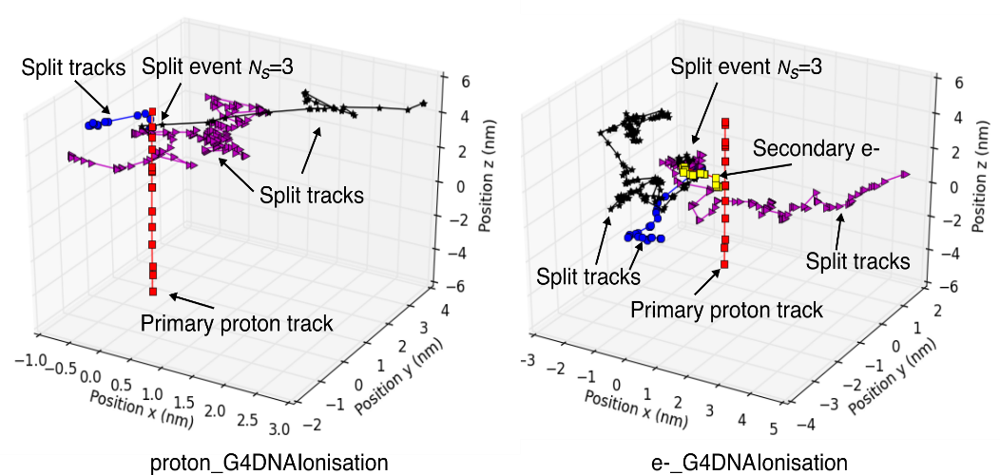 Split tracks
Split event Ns=3
Split tracks
Primary proton track
6
4
2
0
−2
−4
−6
Position z (nm)
−1.0
−0.5
0.0
0.5
1.0
1.5
2.0
2.5
3.0
Position x (nm)
−2
−1
0
1
2
3
4
Position y (nm)
proton_G4DNAIonisation
Split event Ns=3
Secondary e-
Split tracks
Split tracks
Primary proton track
6
4
2
0
−2
−4
−6
Position z (nm)
-3
−2
−1
0
1
2
3
4
5
Position x (nm)
−4
−3
−2
−1
0
1
2
Position y (nm)
e-_G4DNAIonisation